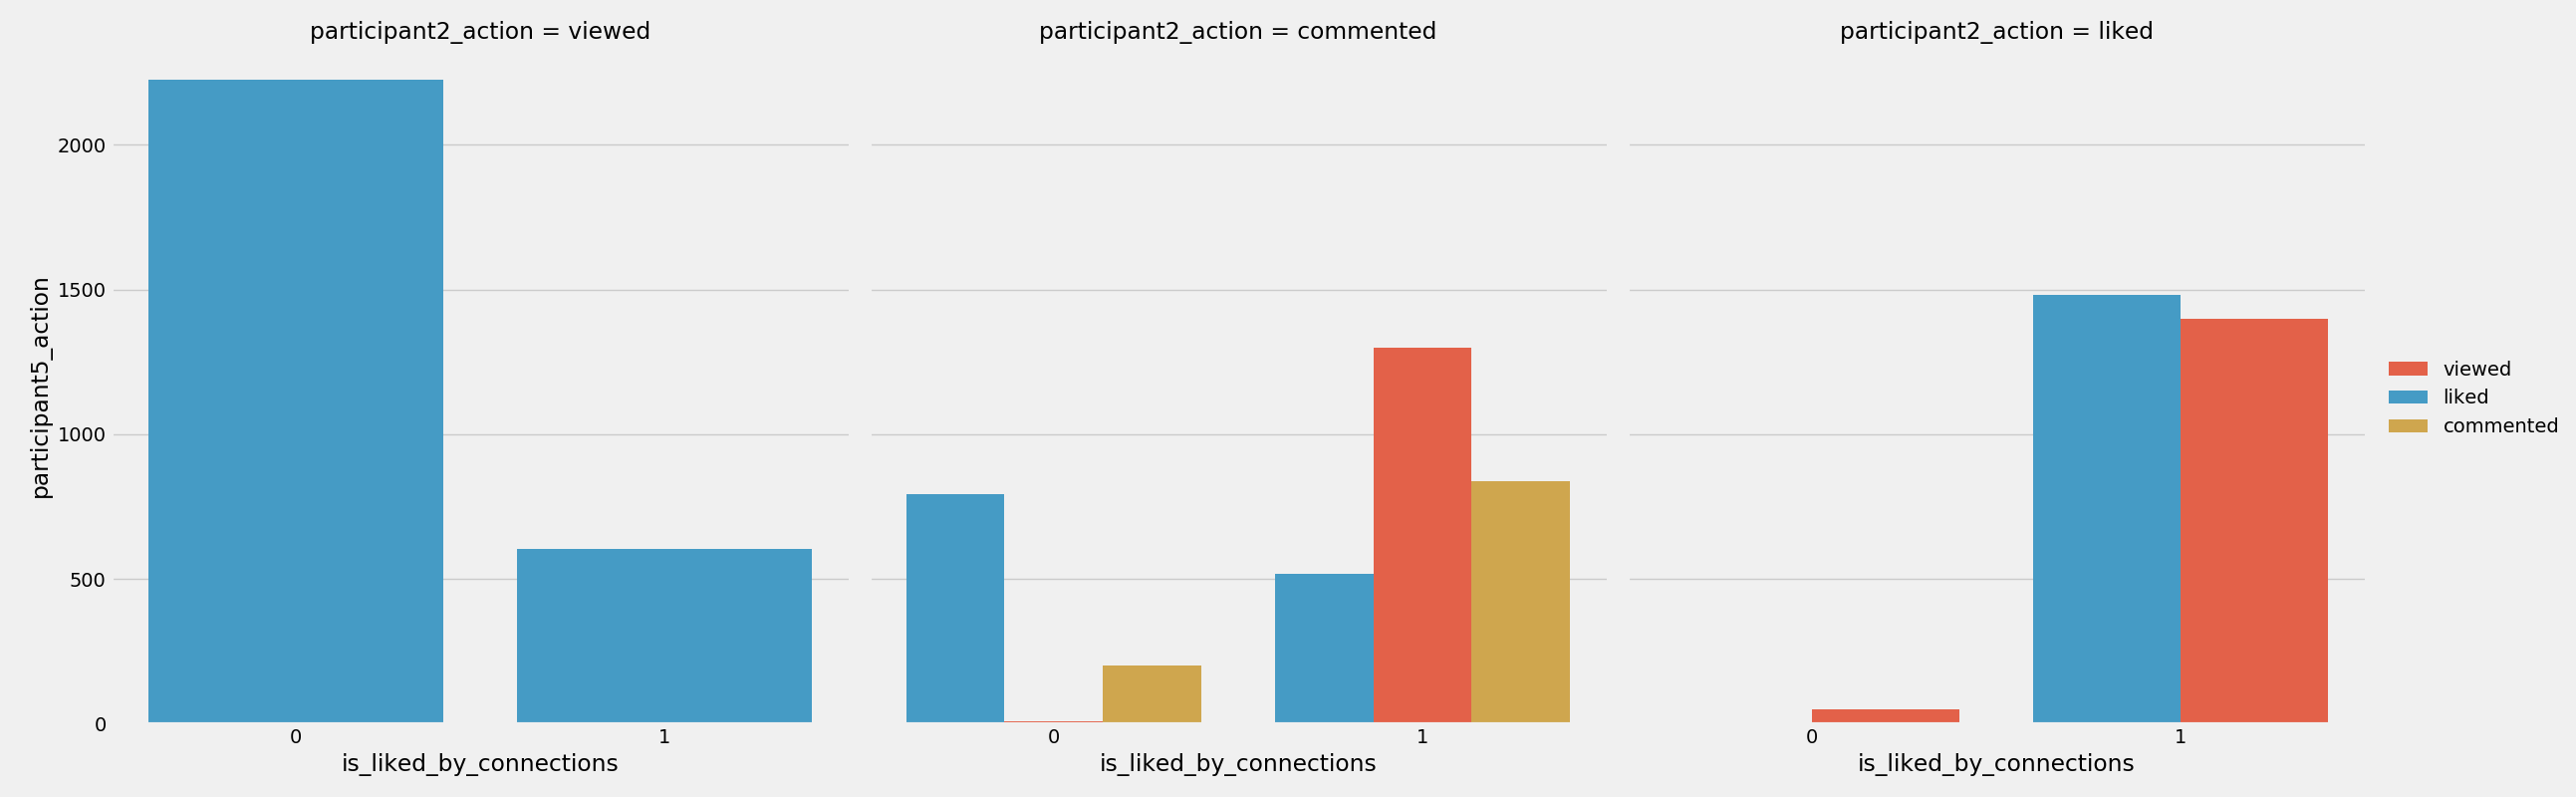 participant2_action = viewed
participant2_action = commented
participant2_action = liked
participant5_action
2000
1500
1000
500
0
0 1
is_liked_by_connections
0 1
is_liked_by_connections
0 1
is_liked_by_connections
viewed
liked
commented